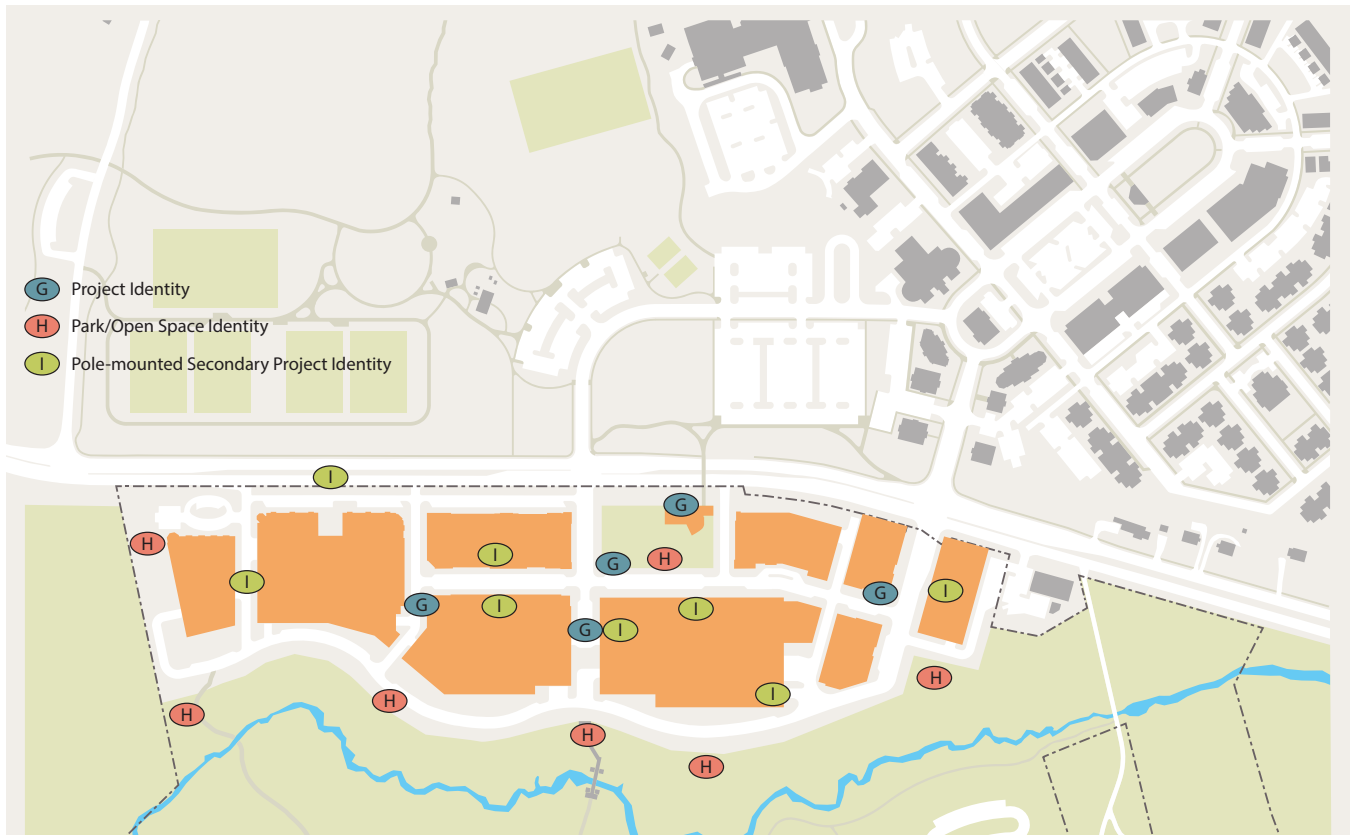 G Project Identity
H Park/Open Space Identity
I Pole-mounted Secondary Project Identity
I
G
H
I
G
H
I
I
G
I
I
G
I
G
I
H
H
I
H
H
H